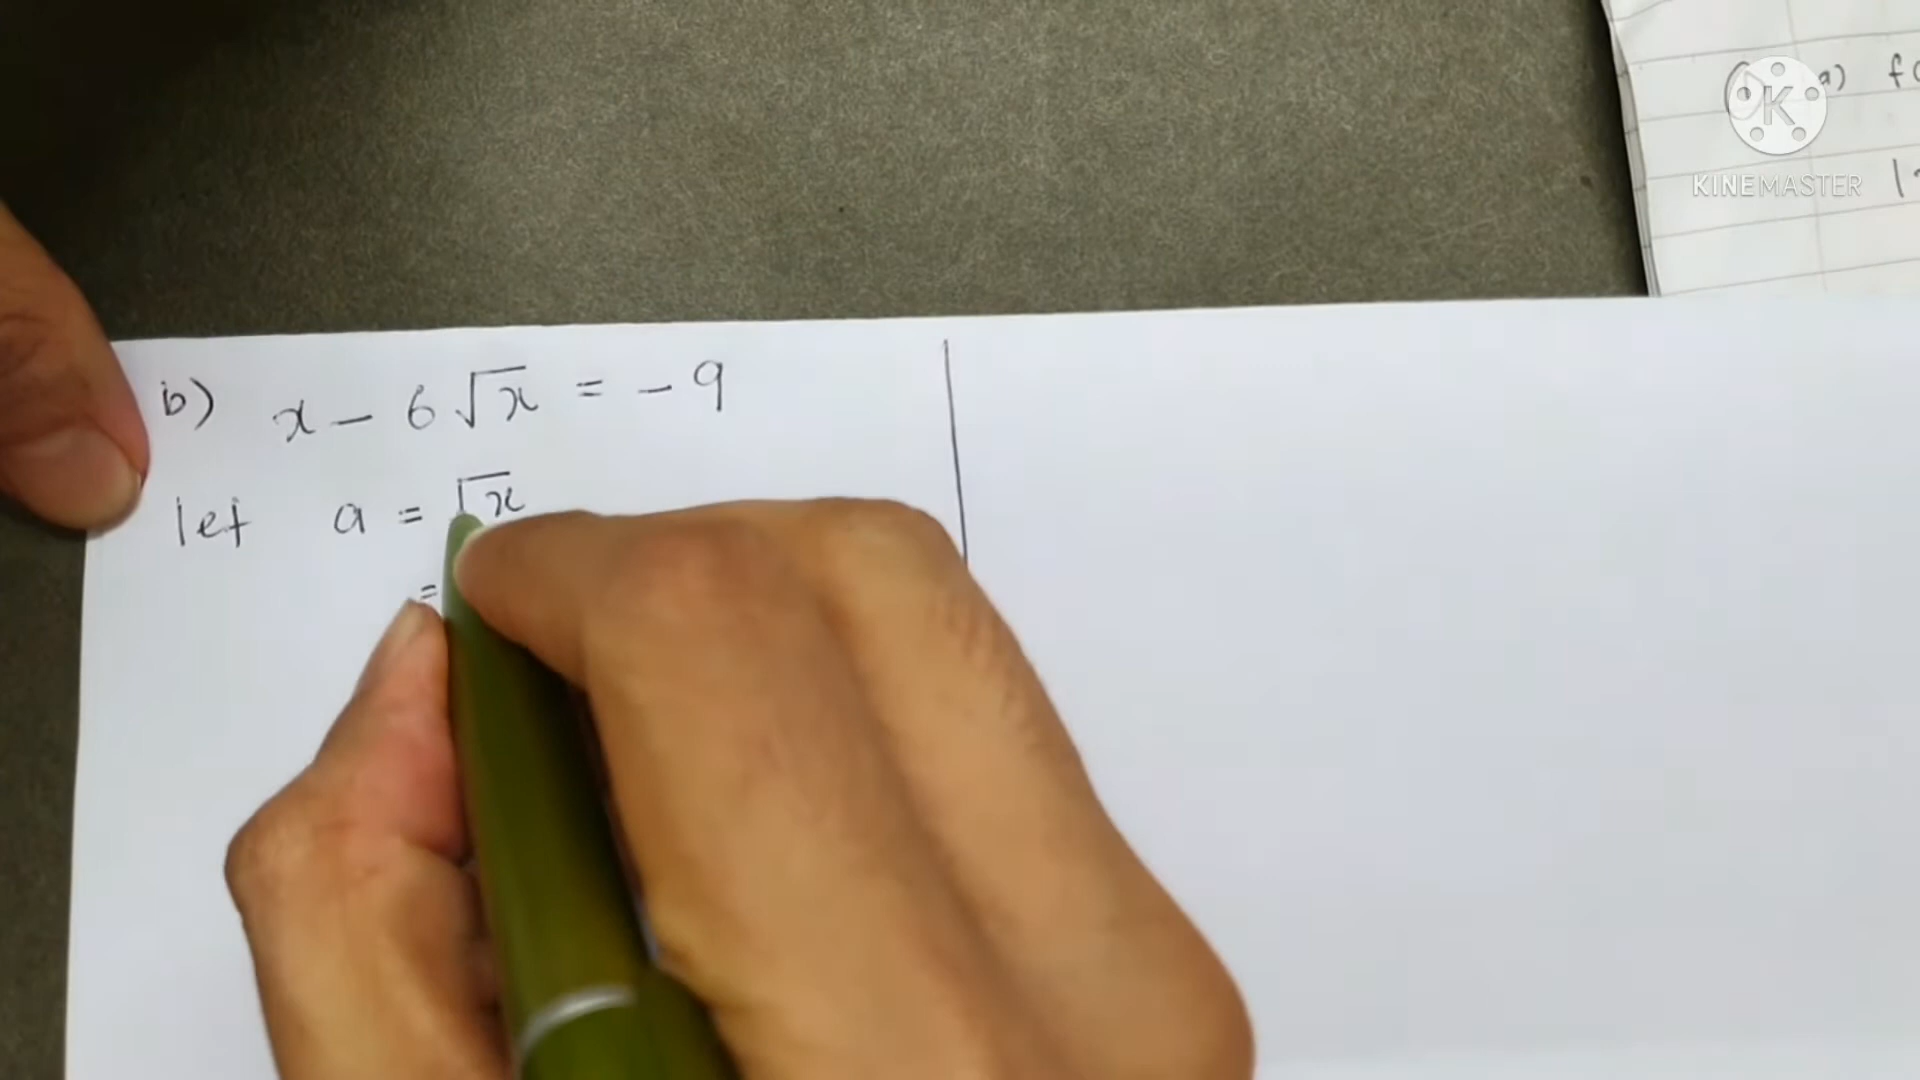 a) f
KINEMASTER
b) x - 6√x = -9
let a = √x
=